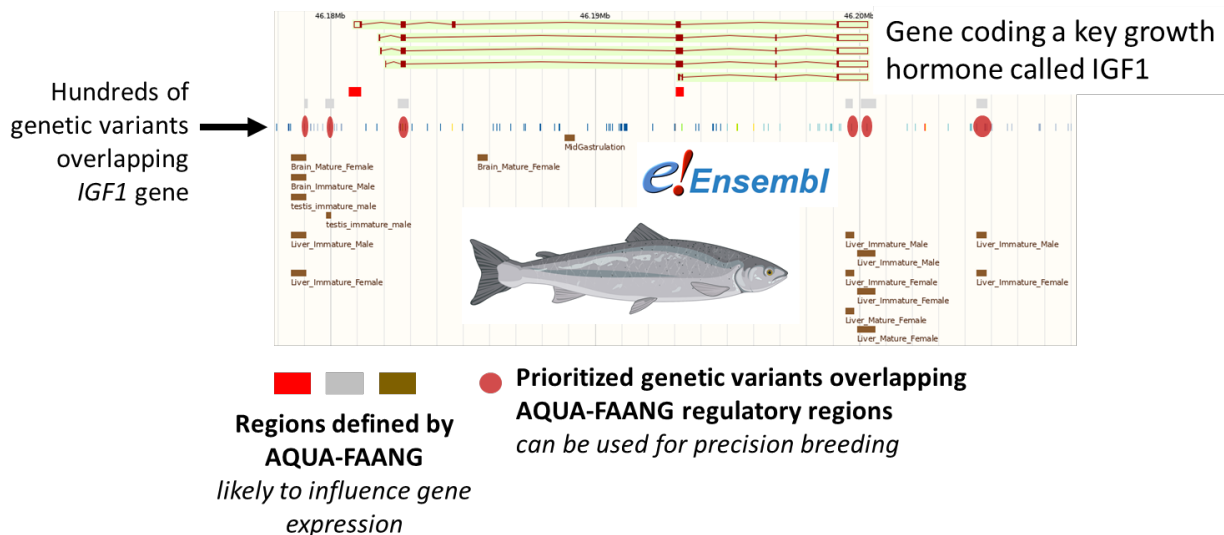 46.18Mb
46.19Mb
46.20Mb
Gene coding a key growth
hormone called IGF1
Hundreds of
genetic variants
overlapping
IGF1 gene
MidGastrulation
Brain_Mature_Female
Brain_Mature_Female
Brain_Immature_Male
testis_immature_male
testis_immature_male
Liver_Immature_Male
Liver_Immature_Female
e!Ensembl
Liver_Immature_Male
Liver_Immature_Male
Liver_Immature_Male
Liver_Immature_Female
Liver_Immature_Female
Liver_Immature_Female
Liver_Mature_Female
Liver_Mature_Female
Regions defined by
AQUA-FAANG
likely to influence gene
expression
Prioritized genetic variants overlapping
AQUA-FAANG regulatory regions
can be used for precision breeding